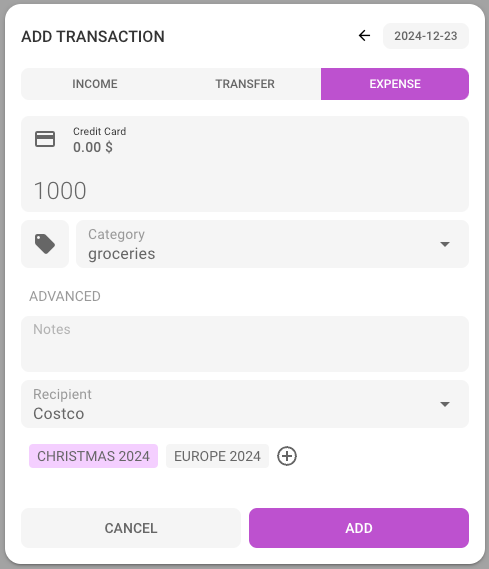 ADD TRANSACTION
2024-12-23
INCOME
TRANSFER
EXPENSE
Credit Card
0.00 $
1000
Category
groceries
ADVANCED
Notes
Recipient
Costco
CHRISTMAS 2024
EUROPE 2024
CANCEL
ADD